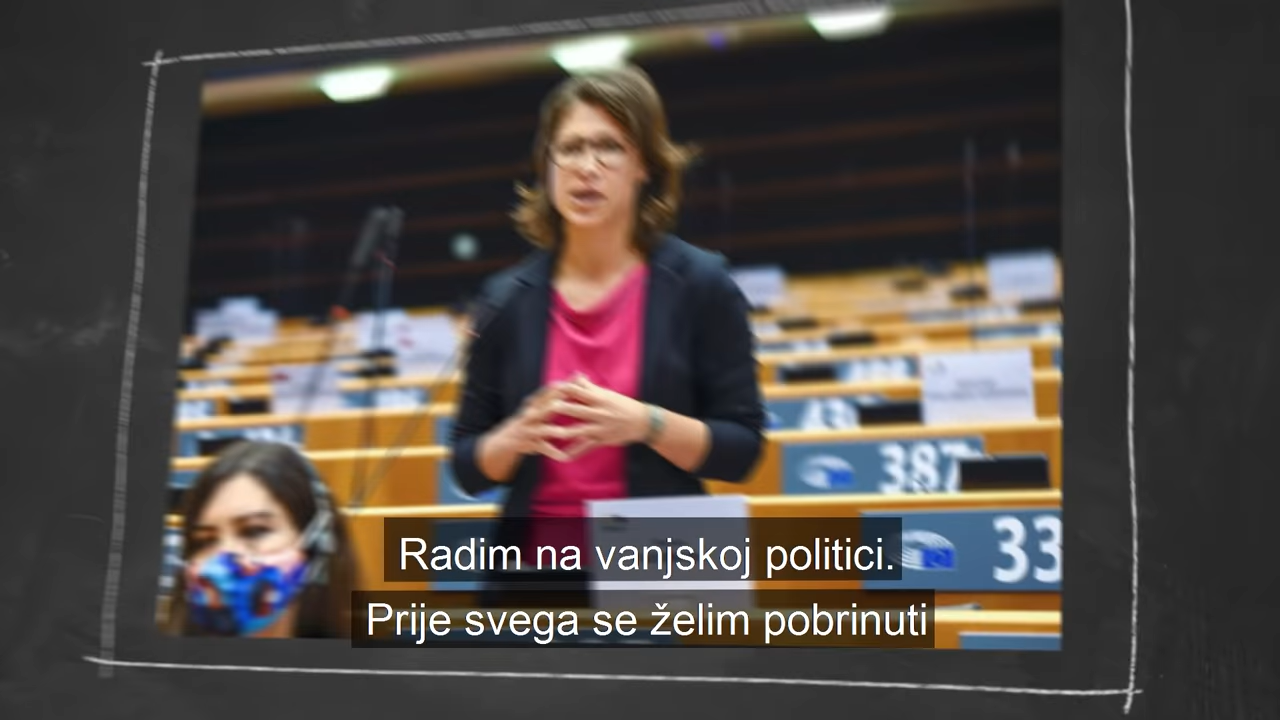 387
33
Radim na vanjskoj politici.
Prije svega se želim pobrinuti